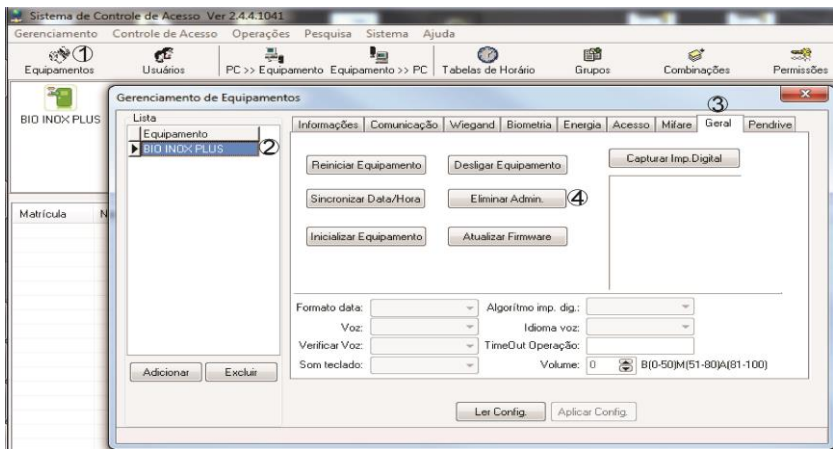 Sistema de Controle de Acesso Ver 2.4.4.1041
Gerenciamento Controle de Acesso Operações Pesquisa Sistema Ajuda
①
Equipamentos Usuários PC >> Equipamento Equipamento >> PC Tabelas de Horário Grupos Combinações Permissões
BIO INOX PLUS
Matrícula N
Gerenciamento de Equipamentos
③
Lista
Equipamento
BIO INOX PLUS ②
Adicionar Excluir
Informações Comunicação Wiegand Biometria Energia Acesso Mifare Geral Pendrive
Reiniciar Equipamento Desligar Equipamento Capturar Imp.Digital
Sincronizar Data/Hora Eliminar Admin. ④
Inicializar Equipamento Atualizar Firmware
Formato data: Algorítmo imp. dig.:
Voz: Idioma voz:
Verificar Voz: TimeOut Operação:
Som teclado: Volume: 0 B(0-50)M(51-80)A(81-100)
Ler Config. Aplicar Config.